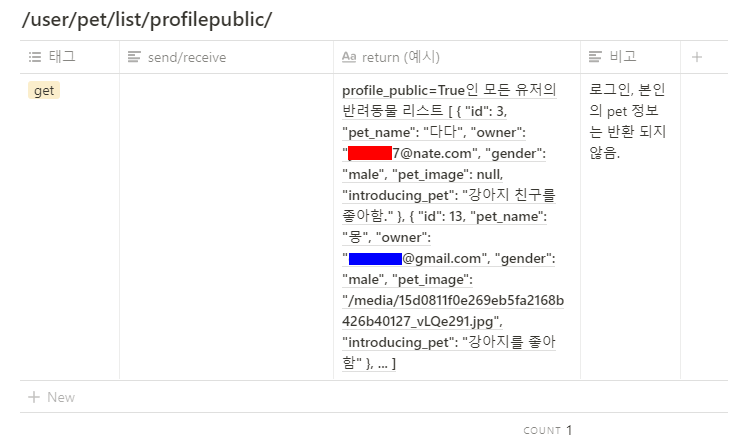 /user/pet/list/profilepublic/
태그 send/receive Aa return (예시) 비고
get
profile_public=True인 모든 유저의
반려동물 리스트 [ { "id": 3,
"pet_name": "다다", "owner":
" 7@nate.com", "gender":
"male", "pet_image": null,
"introducing_pet": "강아지 친구를
좋아함." }, { "id": 13, "pet_name":
"몽", "owner":
" @gmail.com", "gender":
"male", "pet_image":
"/media/15d0811f0e269eb5fa2168b
426b40127_vLQe291.jpg",
"introducing_pet": "강아지를 좋아
함" }, ... ]
로그인, 본인
의 pet 정보
는 반환 되지
않음.
New
COUNT 1